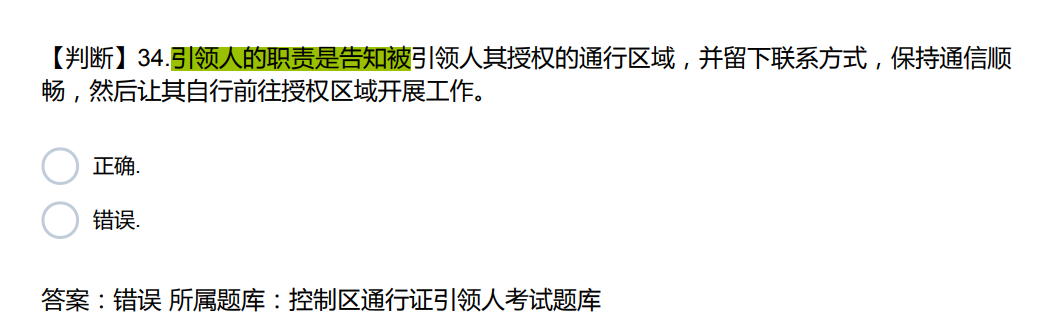 【判断】34.引领人的职责是告知被引领人其授权的通行区域，并留下联系方式，保持通信顺
畅，然后让其自行前往授权区域开展工作。
正确.
错误.
答案：错误 所属题库：控制区通行证引领人考试题库